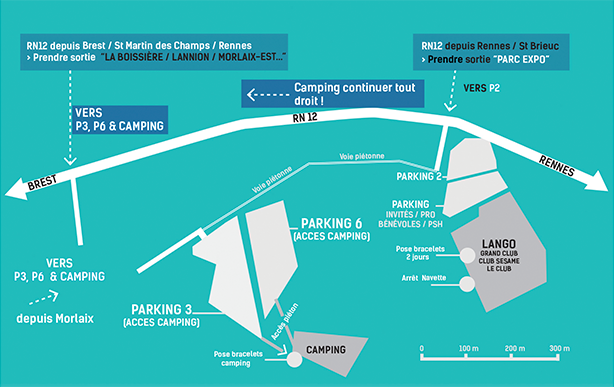 RN12 depuis Brest / St Martin des Champs / Rennes
> Prendre sortie "LA BOISSIÈRE / LANNION / MORLAIX-EST..."
RN12 depuis Rennes / St Brieuc
> Prendre sortie "PARC EXPO"
Camping continuer tout
droit !
VERS P2
VERS
P3, P6 & CAMPING
RN 12
Voie piétonne
Voie piétonne
BREST
RENNES
PARKING 2
PARKING
INVITÉS / PRO
BÉNÉVOLES / PSH
PARKING 6
(ACCES CAMPING)
LANGO
GRAND CLUB
CLUB SESAME
LE CLUB
Pose bracelets
2 jours
Arrêt Navette
VERS
P3, P6 & CAMPING
depuis Morlaix
PARKING 3
(ACCES CAMPING)
Accès piéton
Pose bracelets
camping
CAMPING
0 100 m 200 m 300 m